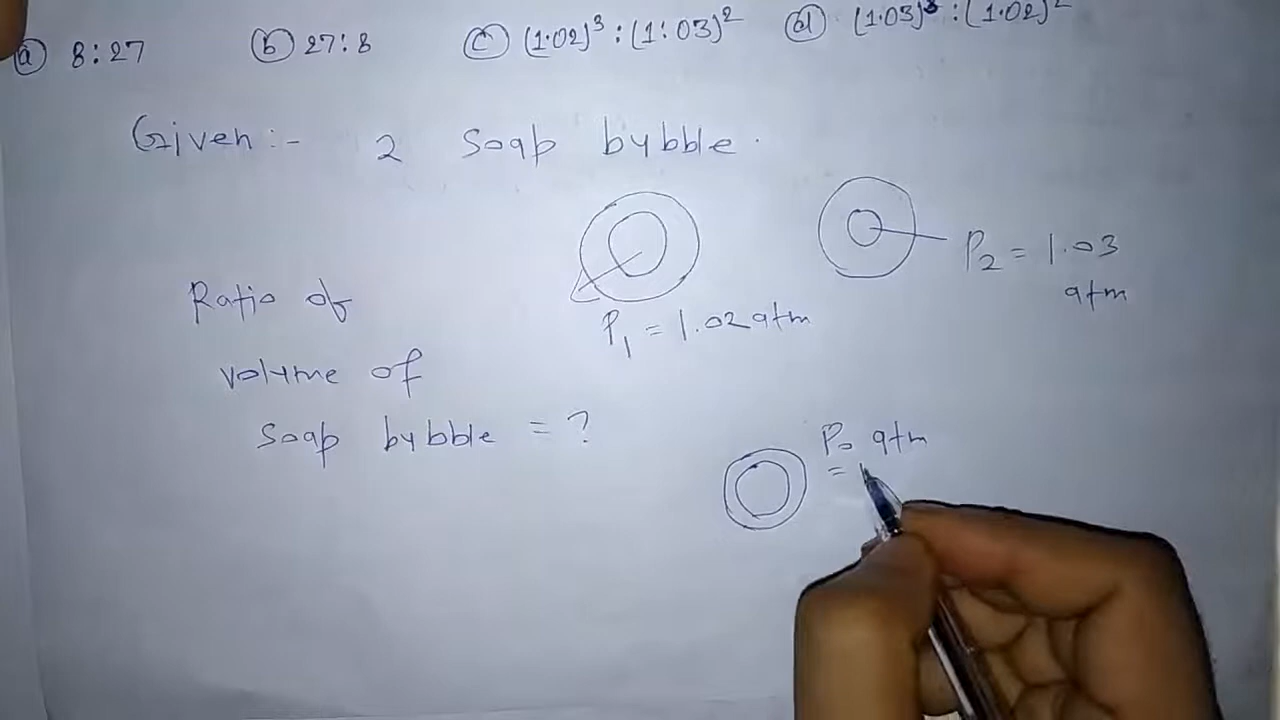 (a) 8:27 (b) 27:8 (c) (1.02)³ : (1:03)² (d) (1.03)³ : (1.02)²
Given :- 2 soap bubble.
P₂ = 1.03
atm
P₁ = 1.02 atm
Ratio of
volume of
soap bubble = ?
P₀ atm
=